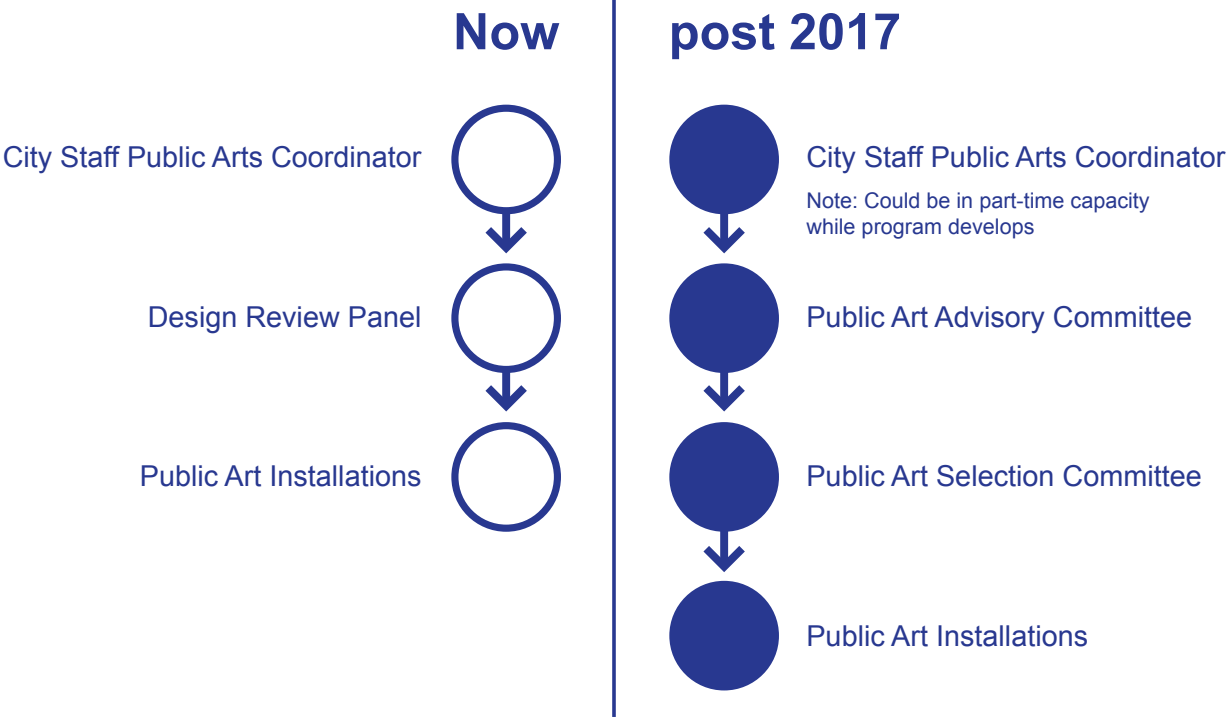 Now
City Staff Public Arts Coordinator
Design Review Panel
Public Art Installations
post 2017
City Staff Public Arts Coordinator
Note: Could be in part-time capacity
while program develops
Public Art Advisory Committee
Public Art Selection Committee
Public Art Installations